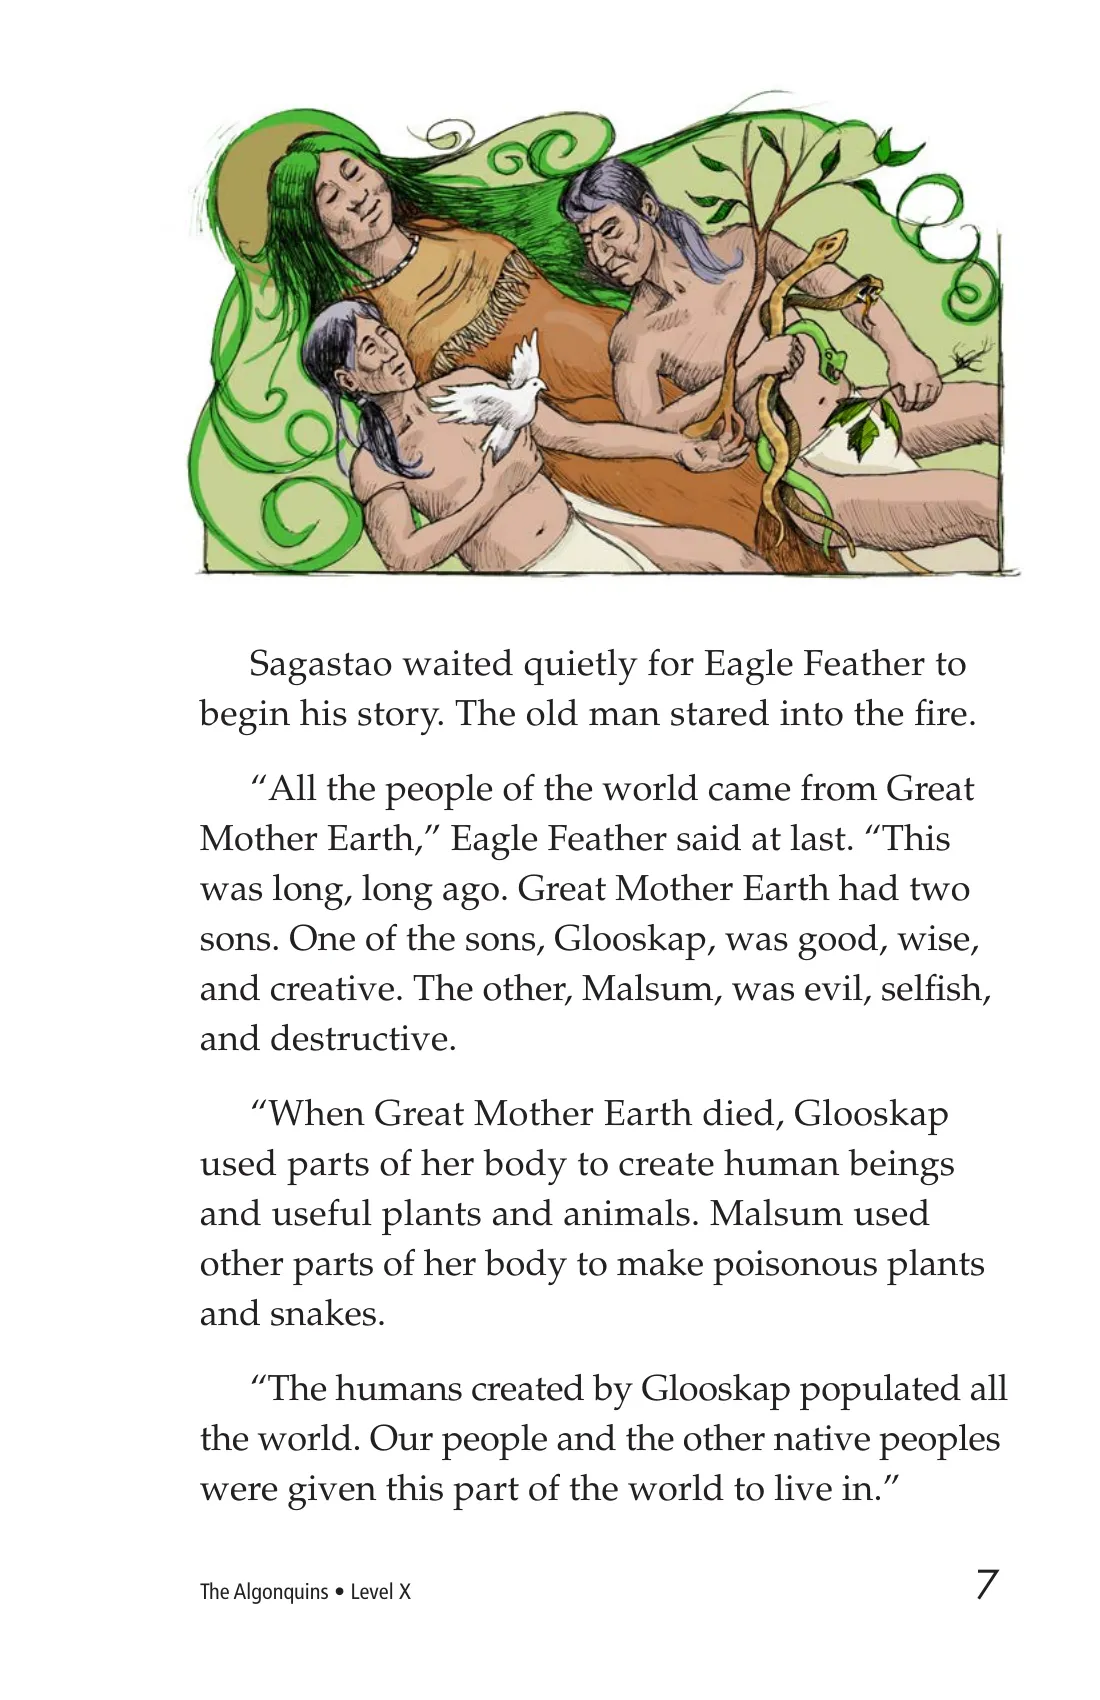 Sagastao waited quietly for Eagle Feather to
begin his story. The old man stared into the fire.
“All the people of the world came from Great
Mother Earth,” Eagle Feather said at last. “This
was long, long ago. Great Mother Earth had two
sons. One of the sons, Glooskap, was good, wise,
and creative. The other, Malsum, was evil, selfish,
and destructive.
“When Great Mother Earth died, Glooskap
used parts of her body to create human beings
and useful plants and animals. Malsum used
other parts of her body to make poisonous plants
and snakes.
“The humans created by Glooskap populated all
the world. Our people and the other native peoples
were given this part of the world to live in.”
The Algonquins • Level X
7